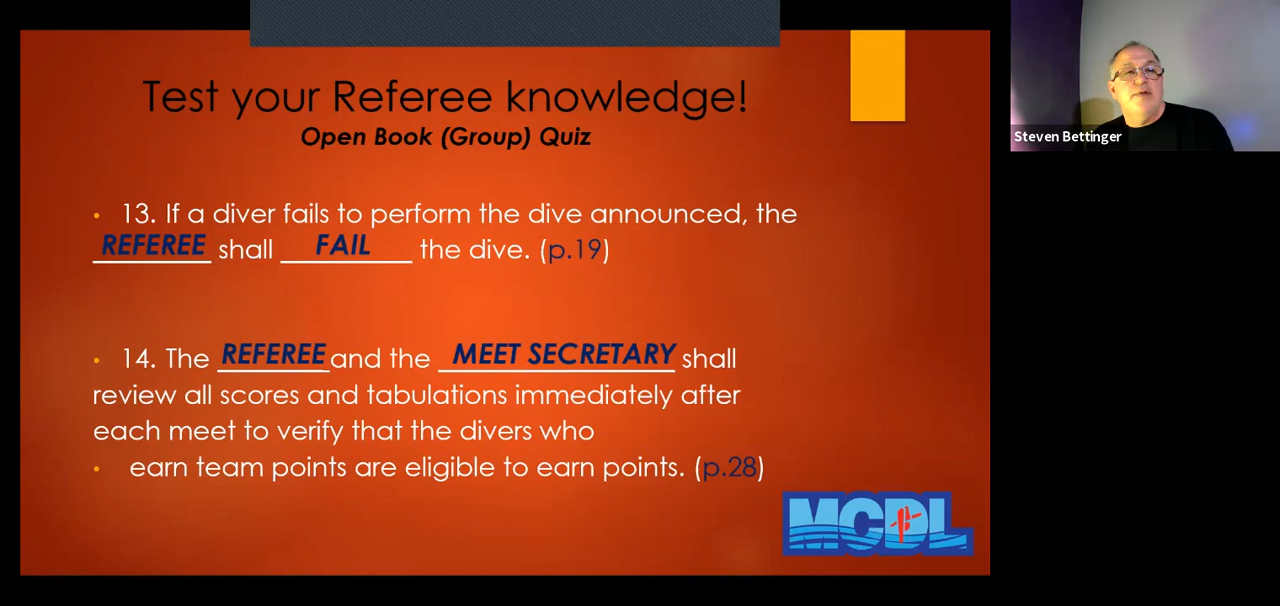 Test your Referee knowledge!
Open Book (Group) Quiz
Steven Bettinger
• 13. If a diver fails to perform the dive announced, the
REFEREE shall FAIL the dive. (p.19)
• 14. The REFEREE and the MEET SECRETARY shall
review all scores and tabulations immediately after
each meet to verify that the divers who
• earn team points are eligible to earn points. (p.28)
MCDL